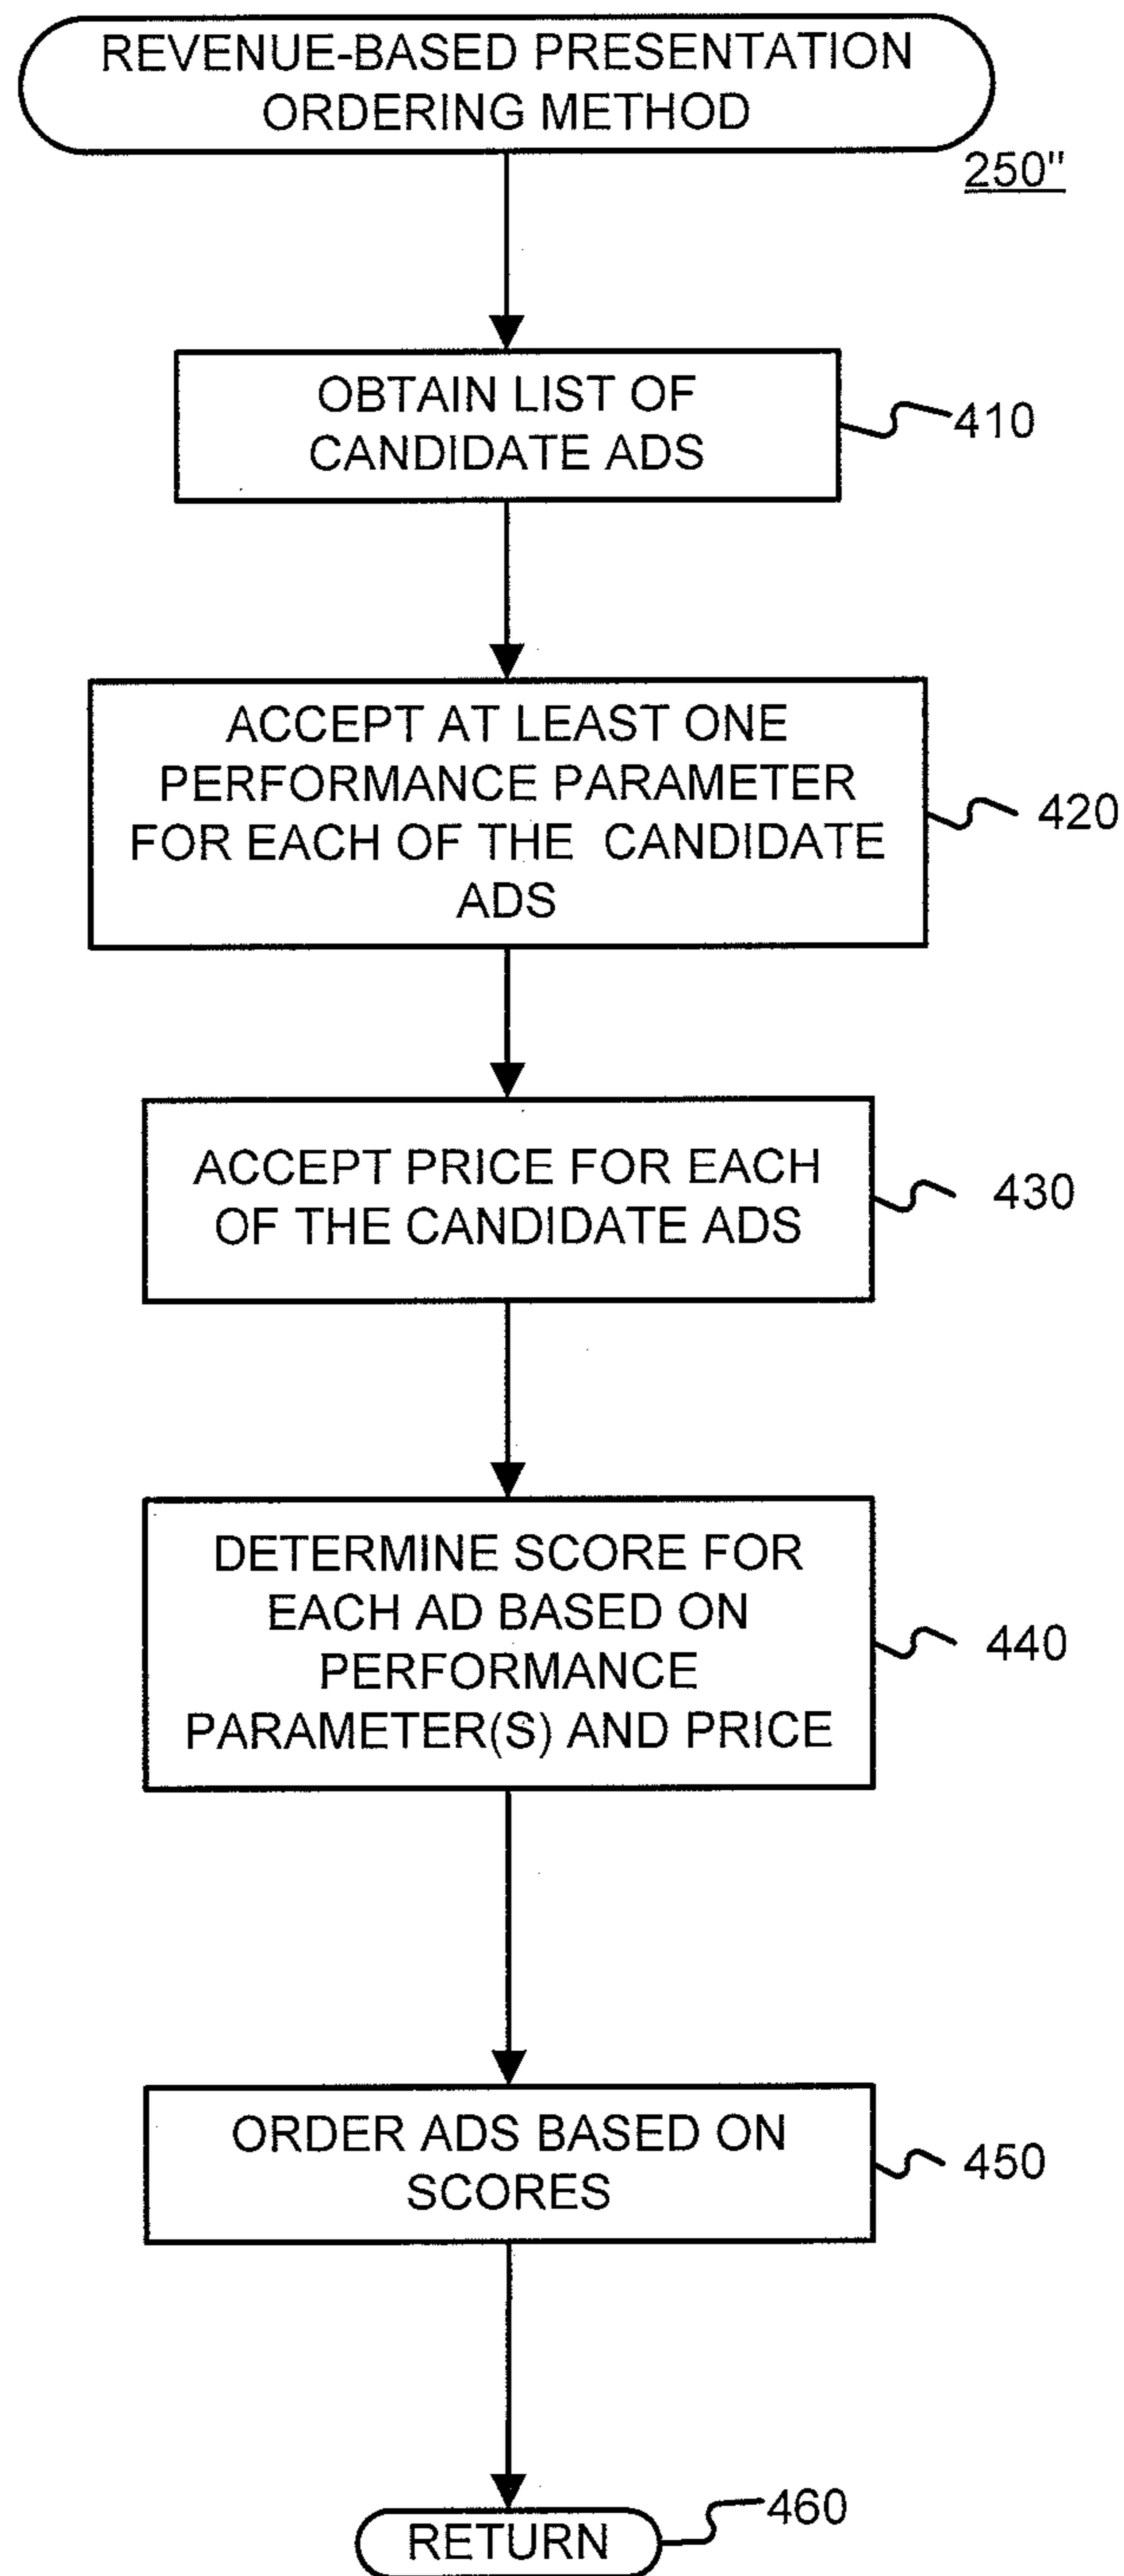 REVENUE-BASED PRESENTATION
ORDERING METHOD
250"
OBTAIN LIST OF
CANDIDATE ADS
410
ACCEPT AT LEAST ONE
PERFORMANCE PARAMETER
FOR EACH OF THE CANDIDATE
ADS
420
ACCEPT PRICE FOR EACH
OF THE CANDIDATE ADS
430
DETERMINE SCORE FOR
EACH AD BASED ON
PERFORMANCE
PARAMETER(S) AND PRICE
440
ORDER ADS BASED ON
SCORES
450
RETURN
460